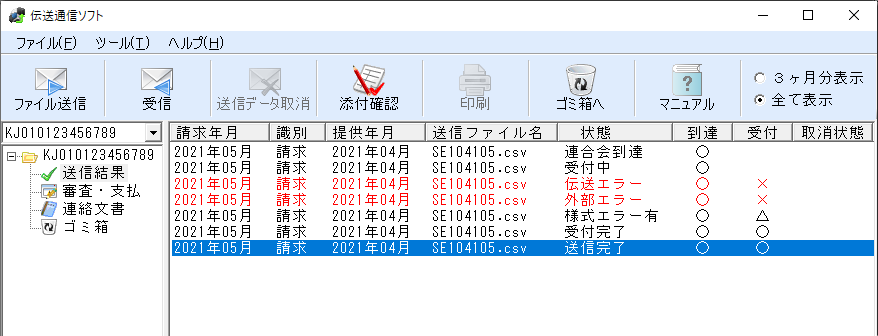 伝送通信ソフト
ファイル(F) ツール(T) ヘルプ(H)
ファイル送信 受信 送信データ取消 添付確認 印刷 ゴミ箱へ マニュアル
３ヶ月分表示
全て表示
KJ010123456789
KJ010123456789
送信結果
審査・支払
連絡文書
ゴミ箱
請求年月 識別 提供年月 送信ファイル名 状態 到達 受付 取消状態
2021年05月 請求 2021年04月 SE104105.csv 連合会到達 ○
2021年05月 請求 2021年04月 SE104105.csv 受付中 ○
2021年05月 請求 2021年04月 SE104105.csv 伝送エラー ○ ×
2021年05月 請求 2021年04月 SE104105.csv 外部エラー ○ ×
2021年05月 請求 2021年04月 SE104105.csv 様式エラー有 ○ △
2021年05月 請求 2021年04月 SE104105.csv 受付完了 ○ ○
2021年05月 請求 2021年04月 SE104105.csv 送信完了 ○ ○